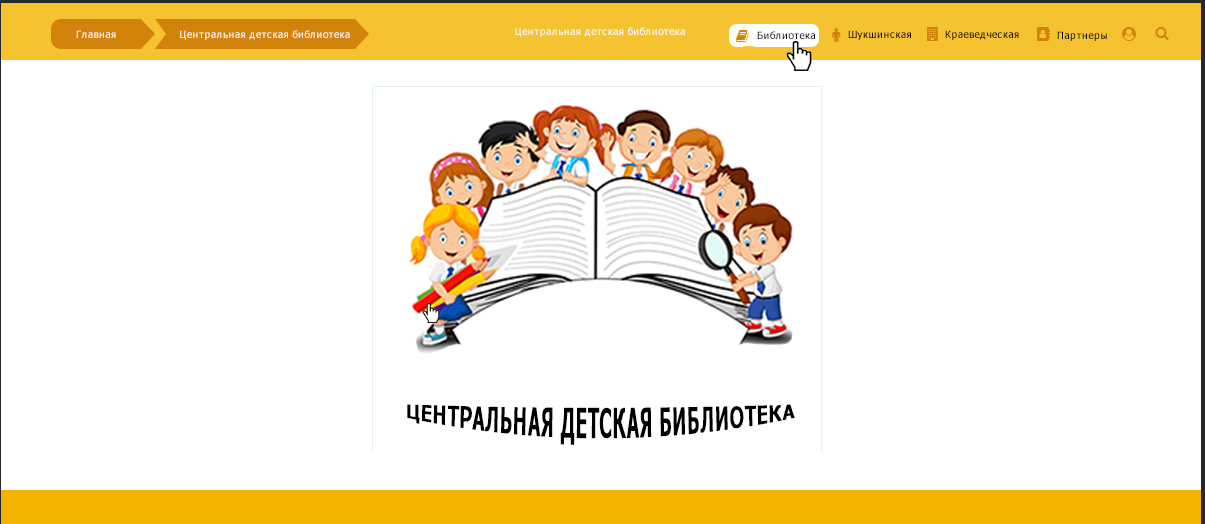 Главная
Центральная детская библиотека
Центральная детская библиотека
Библиотека
Шукшинская
Краеведческая
Партнеры
ЦЕНТРАЛЬНАЯ ДЕТСКАЯ БИБЛИОТЕКА